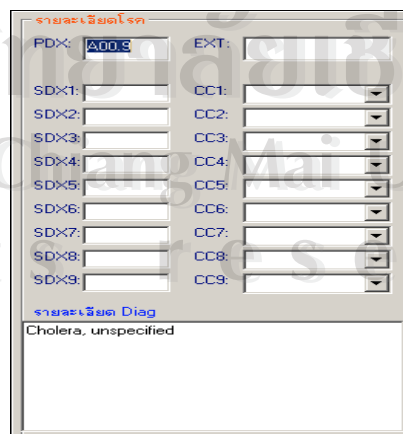 รายละเอียดโรค
PDX: A00.9 EXT:
SDX1: CC1:
SDX2: CC2:
SDX3: CC3:
SDX4: CC4:
SDX5: CC5:
SDX6: CC6:
SDX7: CC7:
SDX8: CC8:
SDX9: CC9:
รายละเอียด Diag
Cholera, unspecified